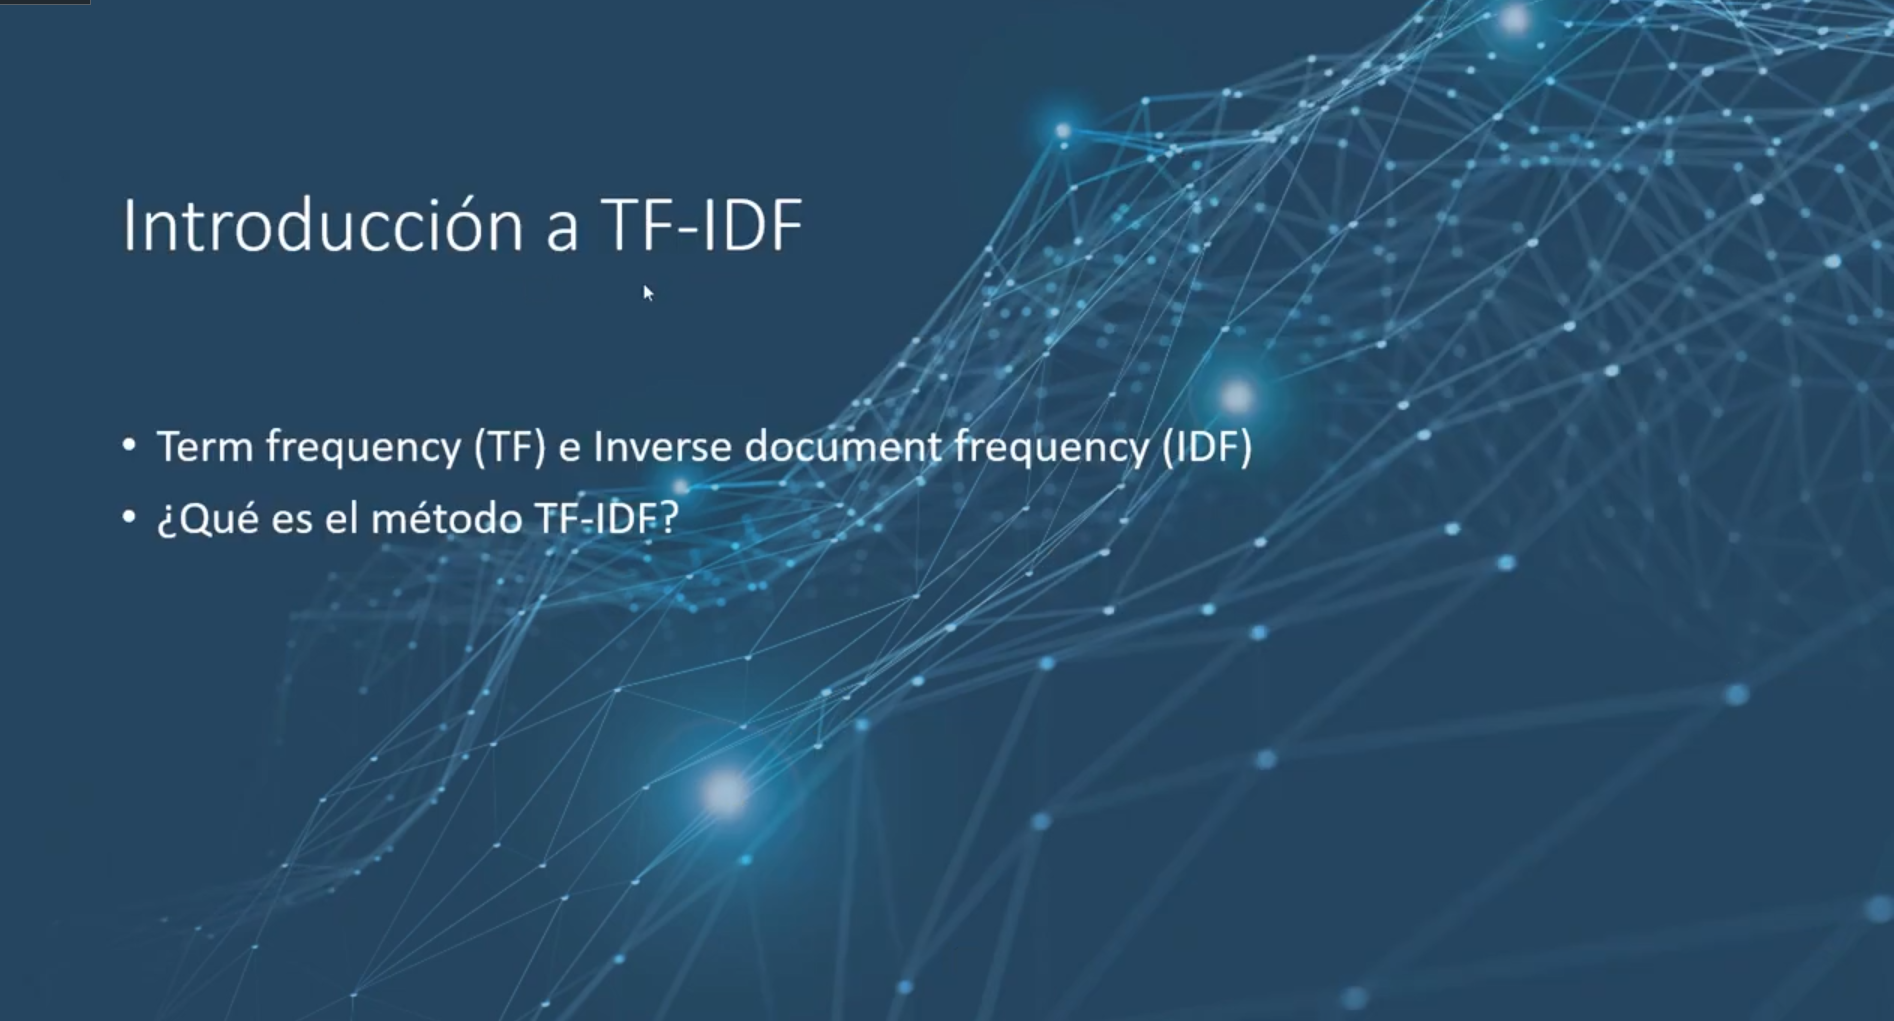 Introducción a TF-IDF
• Term frequency (TF) e Inverse document frequency (IDF)
• ¿Qué es el método TF-IDF?